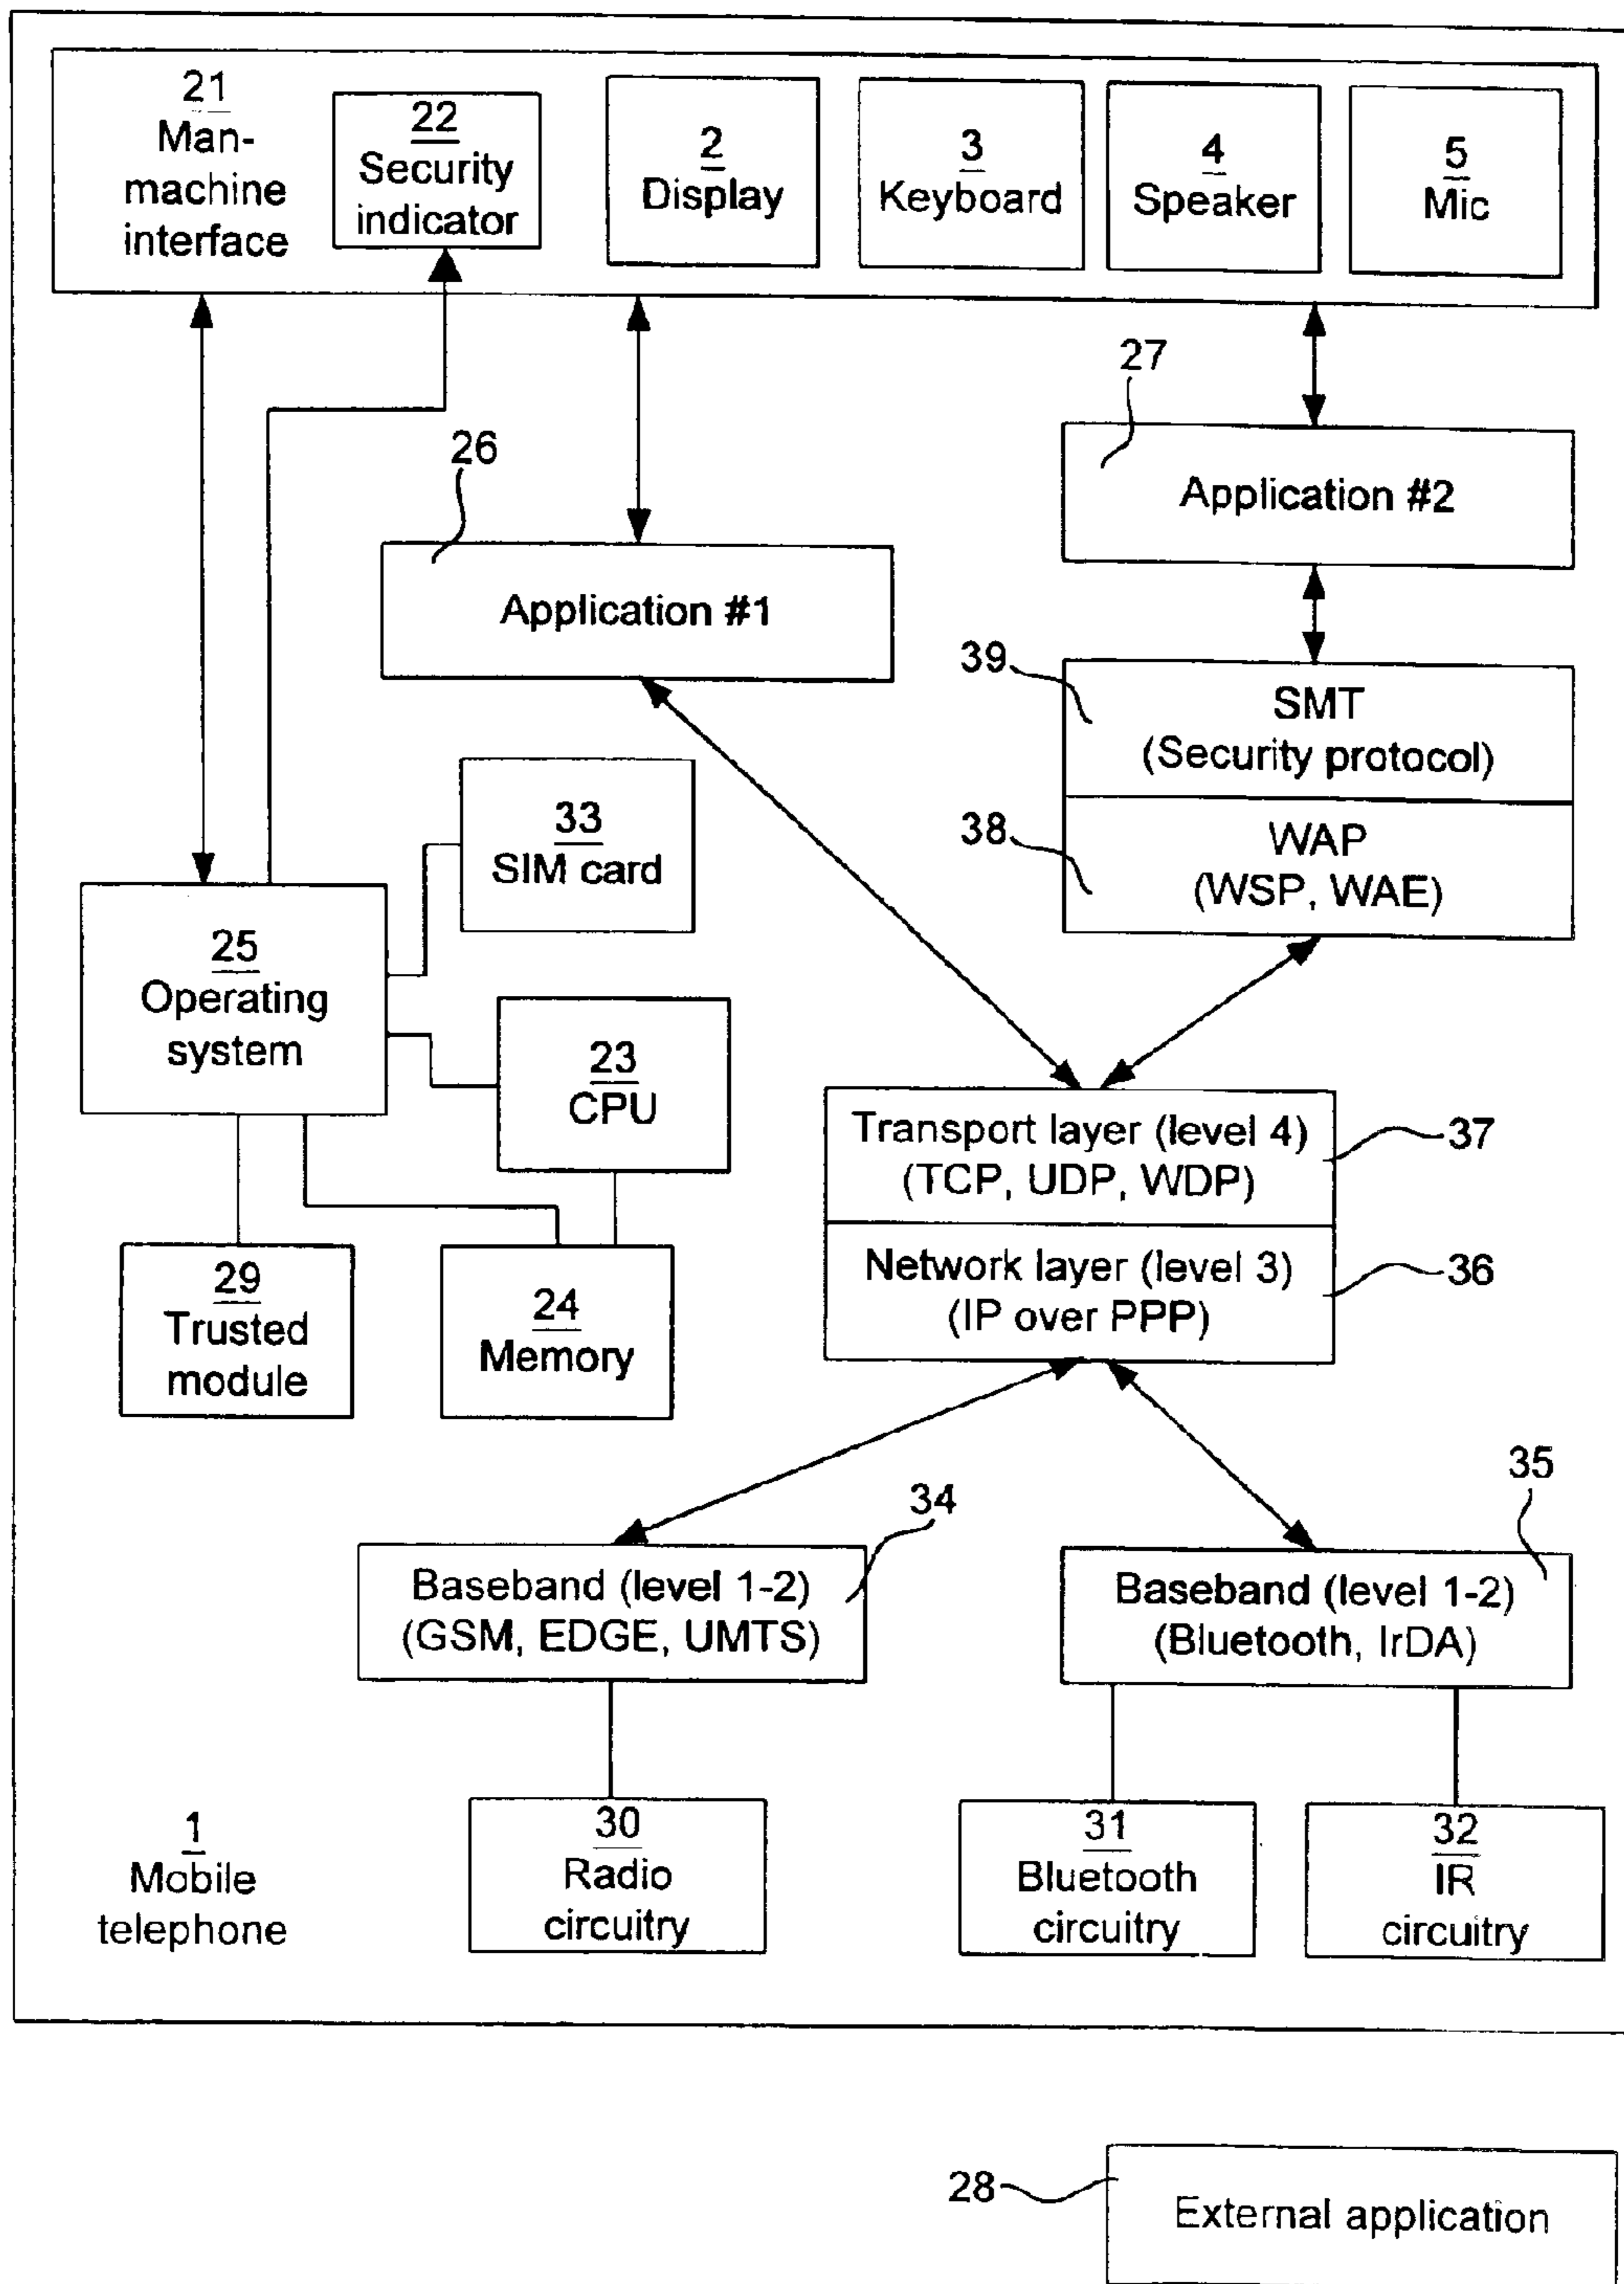 21
Man-
machine
interface
22
Security
indicator
2
Display
3
Keyboard
4
Speaker
5
Mic
27
Application #2
26
Application #1
39
SMT
(Security protocol)
38
WAP
(WSP, WAE)
33
SIM card
25
Operating
system
23
CPU
Transport layer (level 4)
(TCP, UDP, WDP)
37
Network layer (level 3)
(IP over PPP)
36
29
Trusted
module
24
Memory
34
Baseband (level 1-2)
(GSM, EDGE, UMTS)
35
Baseband (level 1-2)
(Bluetooth, IrDA)
1
Mobile
telephone
30
Radio
circuitry
31
Bluetooth
circuitry
32
IR
circuitry
28
External application